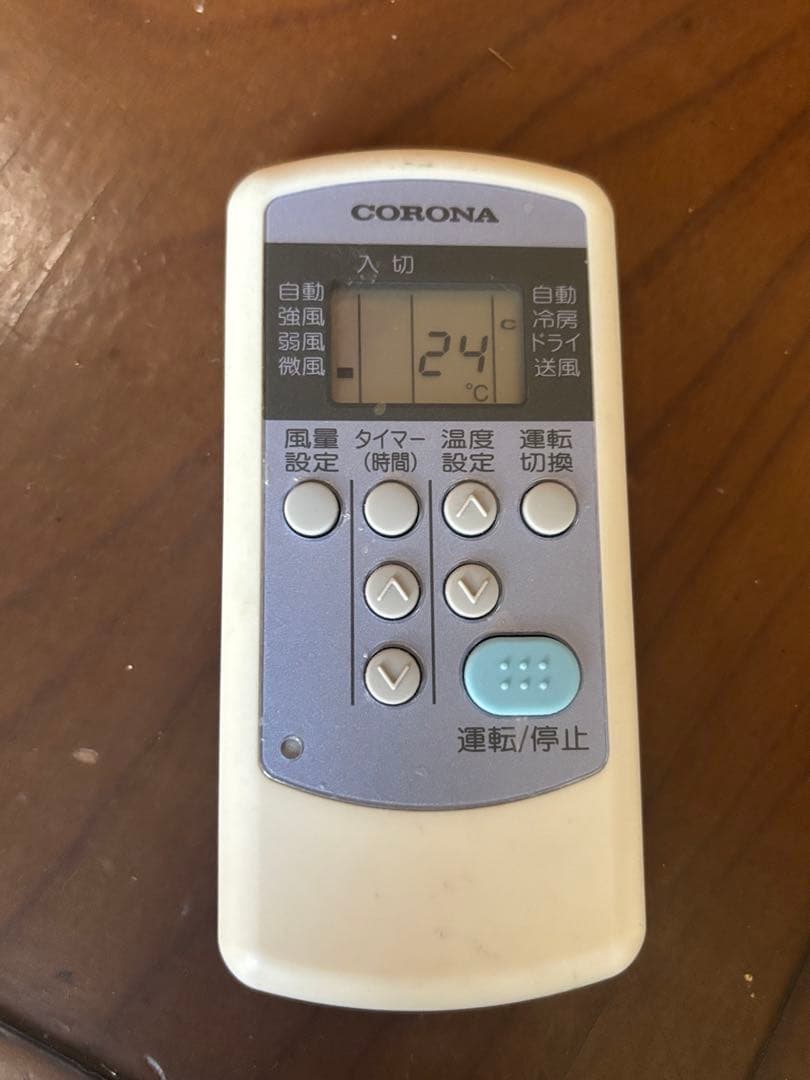 CORONA
入 切
自動
強風
弱風
微風
24
℃
C
自動
冷房
ドライ
送風
風量
設定
タイマー
(時間)
温度
設定
運転
切換
運転/停止